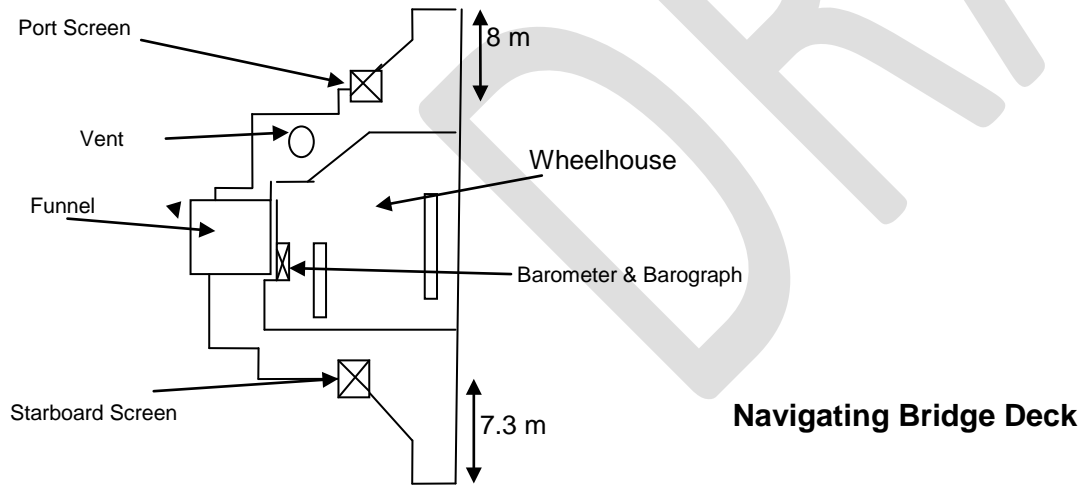 Port Screen
8 m
Vent
Wheelhouse
Funnel
Barometer & Barograph
Starboard Screen
7.3 m
Navigating Bridge Deck